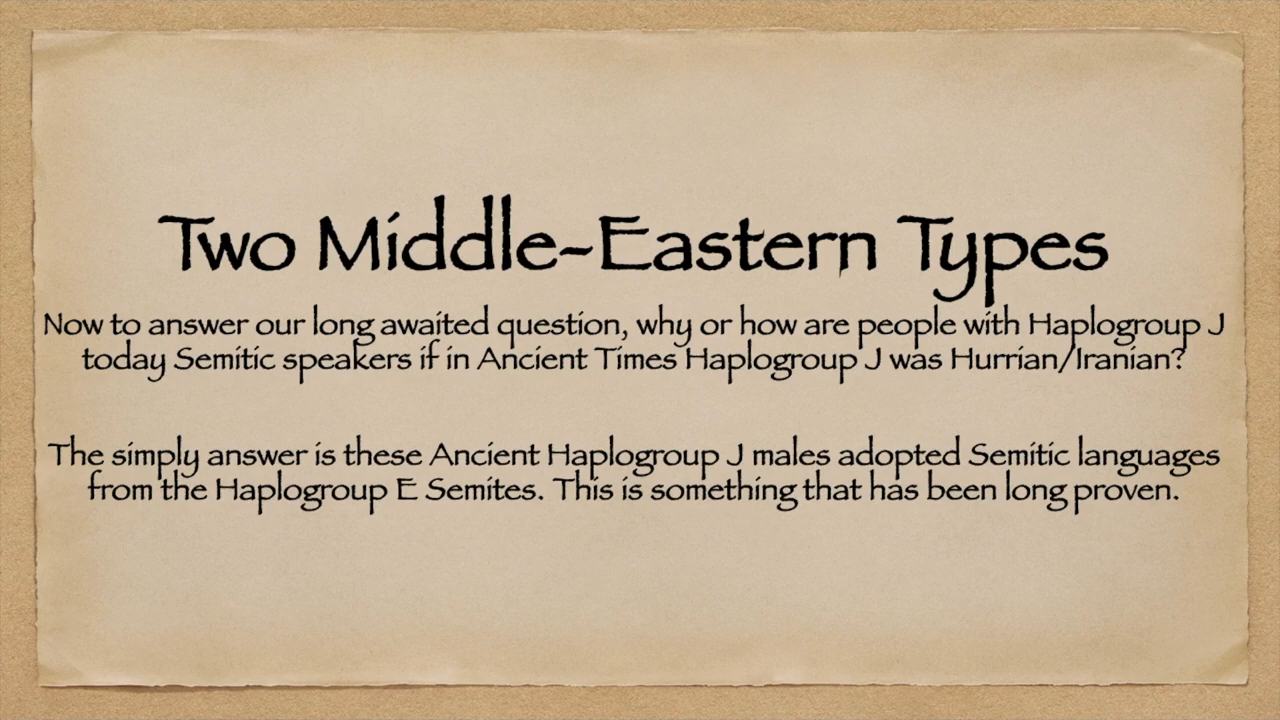 Two Middle-Eastern Types
Now to answer our long awaited question, why or how are people with Haplogroup J
today Semitic speakers if in Ancient Times Haplogroup J was Hurrian/Iranian?
The simply answer is these Ancient Haplogroup J males adopted Semitic languages
from the Haplogroup E Semites. This is something that has been long proven.